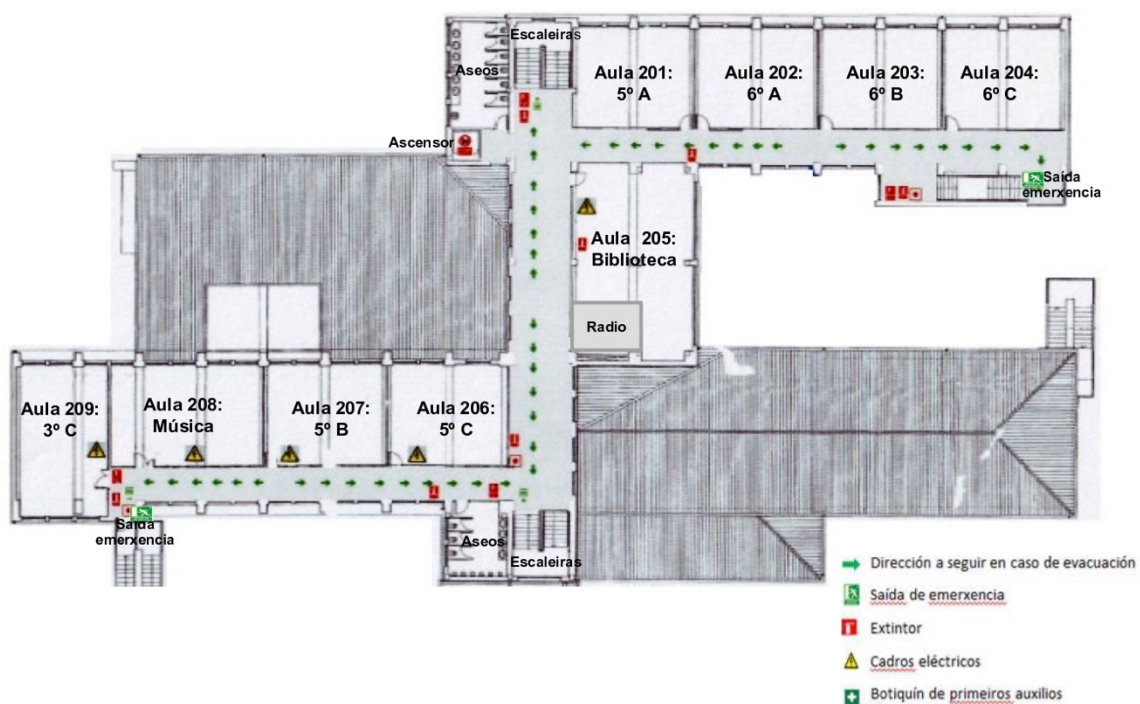 Escaleiras
Aseos
Aula 201:
5º A
Aula 202:
6º A
Aula 203:
6º B
Aula 204:
6º C
Ascensor
Saída
emerxencia
Aula 205:
Biblioteca
Radio
Aula 209:
3º C
Aula 208:
Música
Aula 207:
5º B
Aula 206:
5º C
Saída
emerxencia
Aseos
Escaleiras
Dirección a seguir en caso de evacuación
Saída de emerxencia
Extintor
Cadros eléctricos
Botiquín de primeiros auxilios